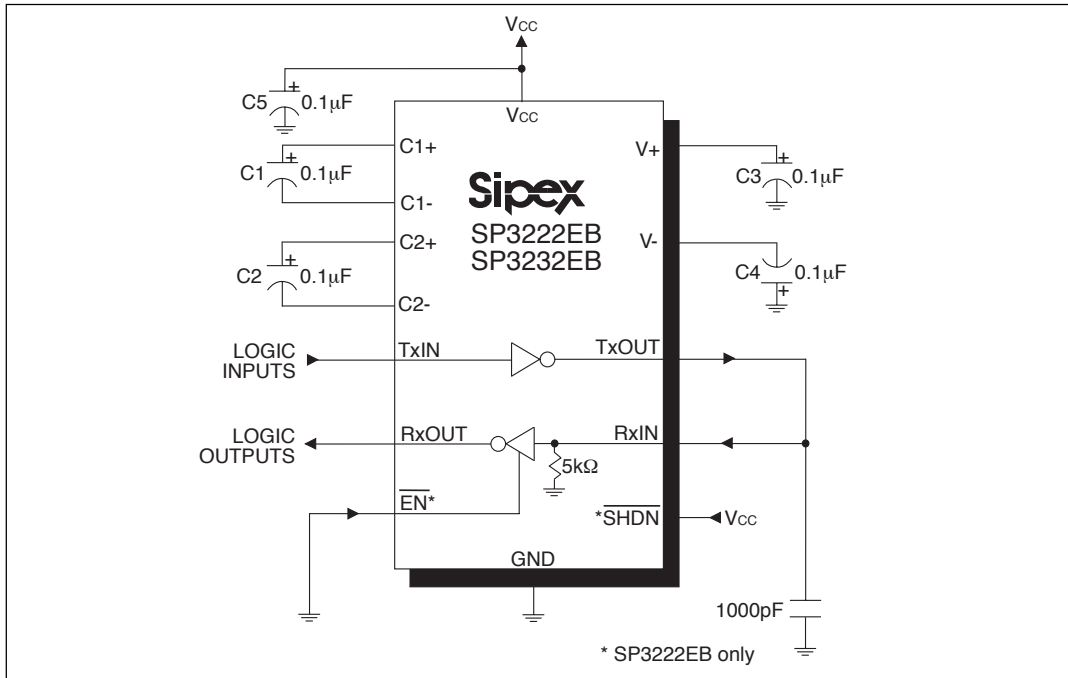 VCC
C5
+
0.1µF
VCC
C1
+
0.1µF
C1+
C1-
V+
+
C3
0.1µF
Sipex
SP3222EB
SP3232EB
C2
+
0.1µF
C2+
C2-
V-
C4
0.1µF
+
LOGIC
INPUTS
TxIN
TxOUT
LOGIC
OUTPUTS
RxOUT
RxIN
5kΩ
EN*
*SHDN
VCC
GND
1000pF
* SP3222EB only